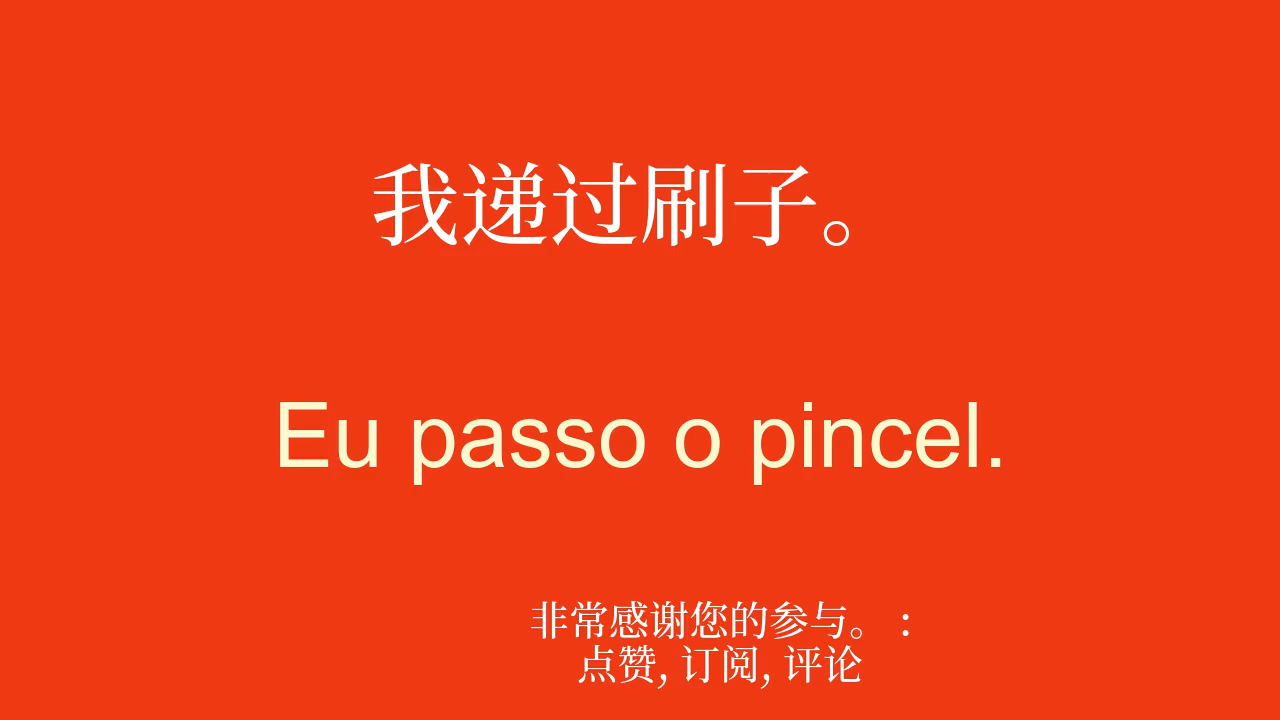 我递过刷子。
Eu passo o pincel.
非常感谢您的参与。 :
点赞, 订阅, 评论